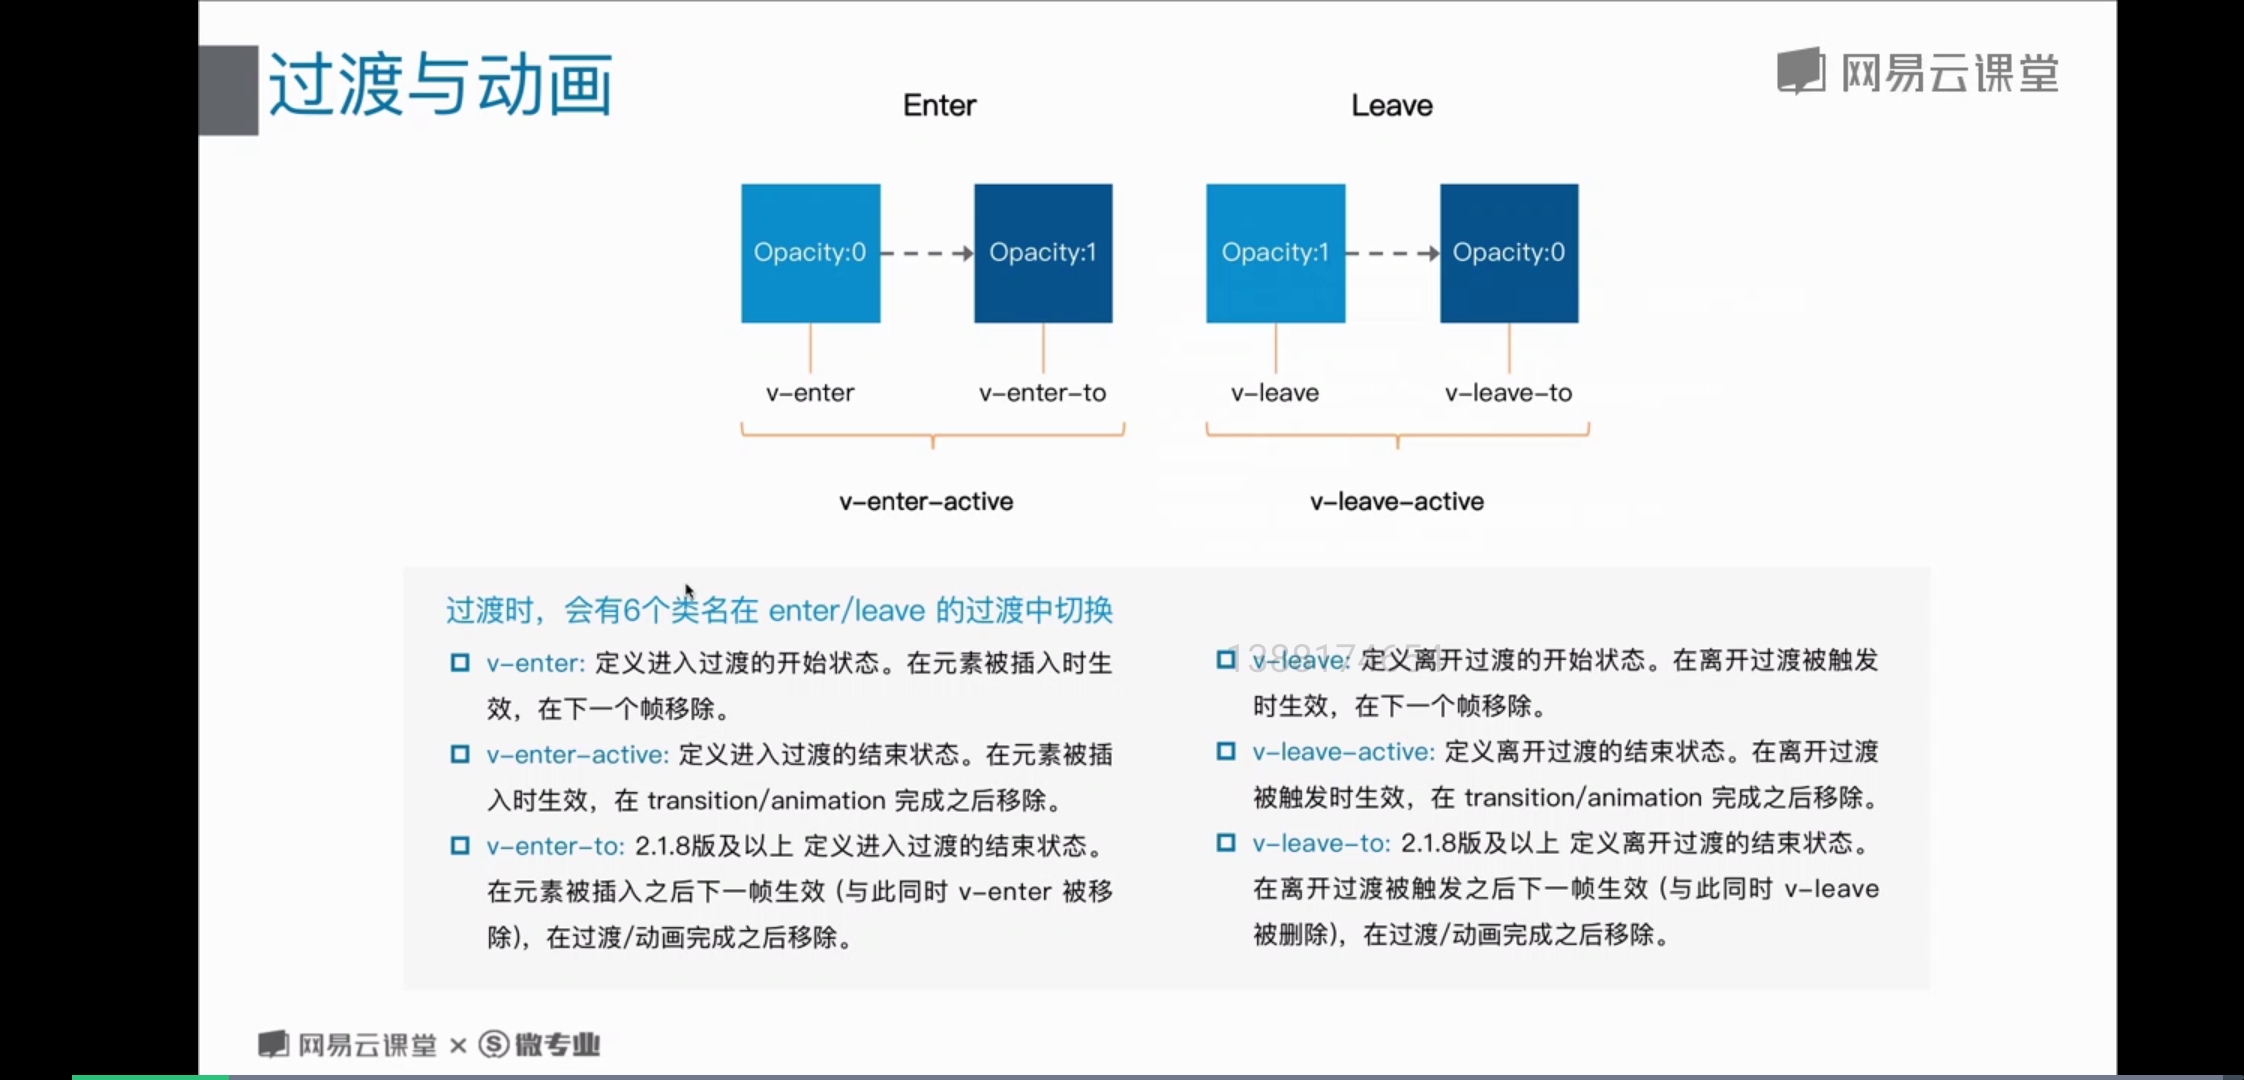 过渡与动画
网易云课堂
Enter
Leave
Opacity:0
Opacity:1
Opacity:1
Opacity:0
v-enter
v-enter-to
v-leave
v-leave-to
v-enter-active
v-leave-active
过渡时，会有6个类名在 enter/leave 的过渡中切换
v-enter: 定义进入过渡的开始状态。在元素被插入时生
效，在下一个帧移除。
v-enter-active: 定义进入过渡的结束状态。在元素被插
入时生效，在 transition/animation 完成之后移除。
v-enter-to: 2.1.8版及以上 定义进入过渡的结束状态。
在元素被插入之后下一帧生效 (与此同时 v-enter 被移
除)，在过渡/动画完成之后移除。
v-leave: 定义离开过渡的开始状态。在离开过渡被触发
时生效，在下一个帧移除。
v-leave-active: 定义离开过渡的结束状态。在离开过渡
被触发时生效，在 transition/animation 完成之后移除。
v-leave-to: 2.1.8版及以上 定义离开过渡的结束状态。
在离开过渡被触发之后下一帧生效 (与此同时 v-leave
被删除)，在过渡/动画完成之后移除。
网易云课堂 × 微专业